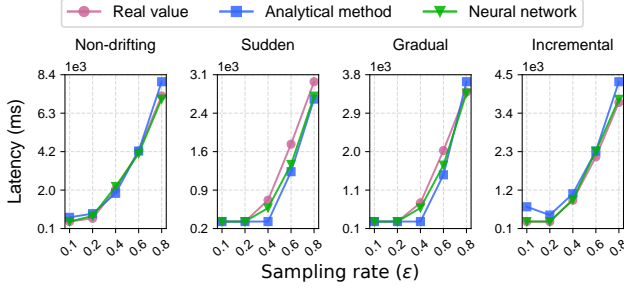 Real value Analytical method Neural network
Non-drifting Sudden Gradual Incremental
1e3 1e3 1e3 1e3
Latency (ms)
8.4 3.1 3.8 4.5
6.3 2.4 2.9 3.4
4.2 1.6 2.0 2.3
2.0 0.9 1.1 1.2
0.1 0.2 0.1 0.1
0.1 0.2 0.4 0.6 0.8 0.1 0.2 0.4 0.6 0.8 0.1 0.2 0.4 0.6 0.8 0.1 0.2 0.4 0.6 0.8
Sampling rate (ε)